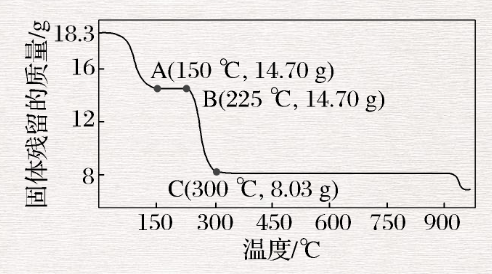 固体残留的质量/g
18.3
16
12
8
A(150 ℃, 14.70 g)
B(225 ℃, 14.70 g)
C(300 ℃, 8.03 g)
150 300 450 600 750 900
温度/℃